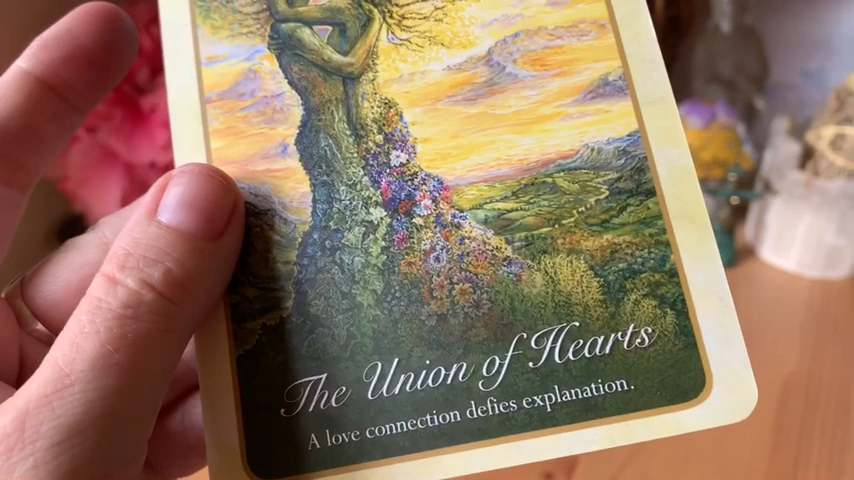 The Union of Hearts
A love connection defies explanation.